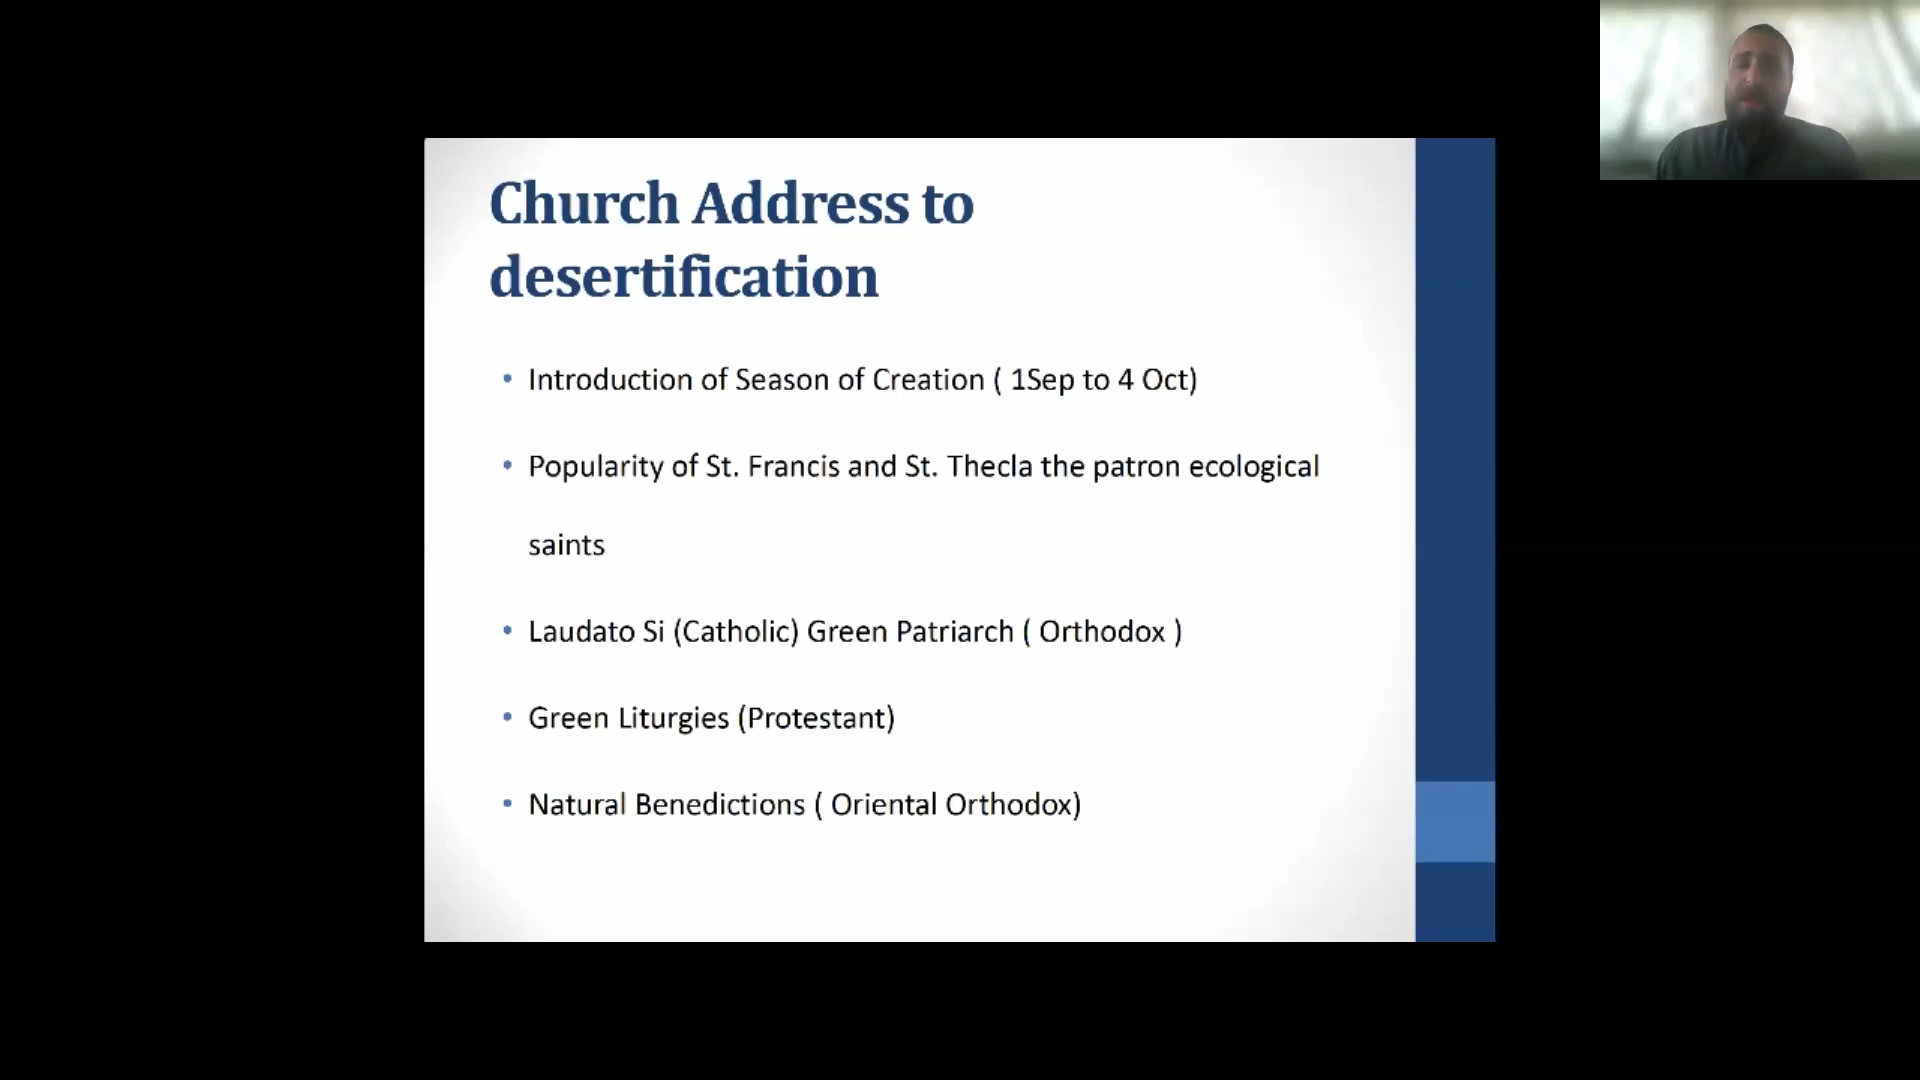 Church Address to
desertification
• Introduction of Season of Creation ( 1Sep to 4 Oct)
• Popularity of St. Francis and St. Thecla the patron ecological
saints
• Laudato Si (Catholic) Green Patriarch ( Orthodox )
• Green Liturgies (Protestant)
• Natural Benedictions ( Oriental Orthodox)